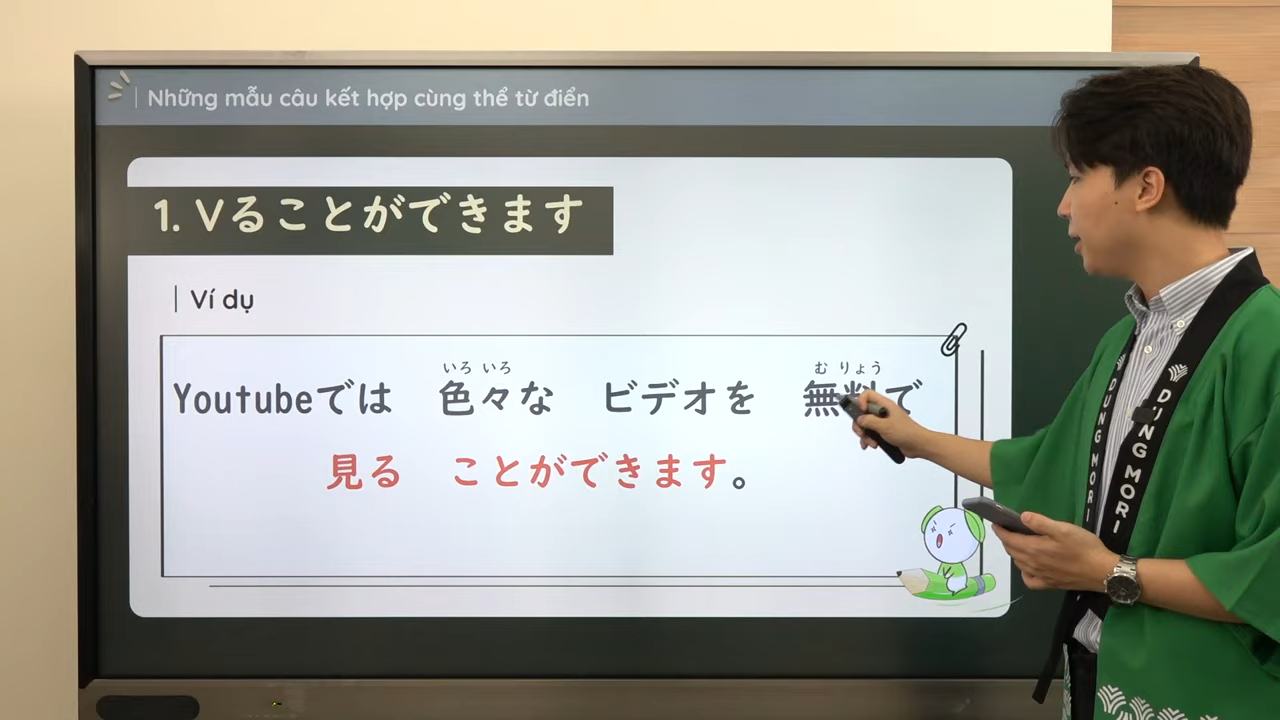 Những mẫu câu kết hợp cùng thể từ điển
1. Vることができます
Ví dụ
いろ いろ
む りょう
Youtubeでは 色々な ビデオを 無料で
見る ことができます。
DUNG MORI
DUNG MORI